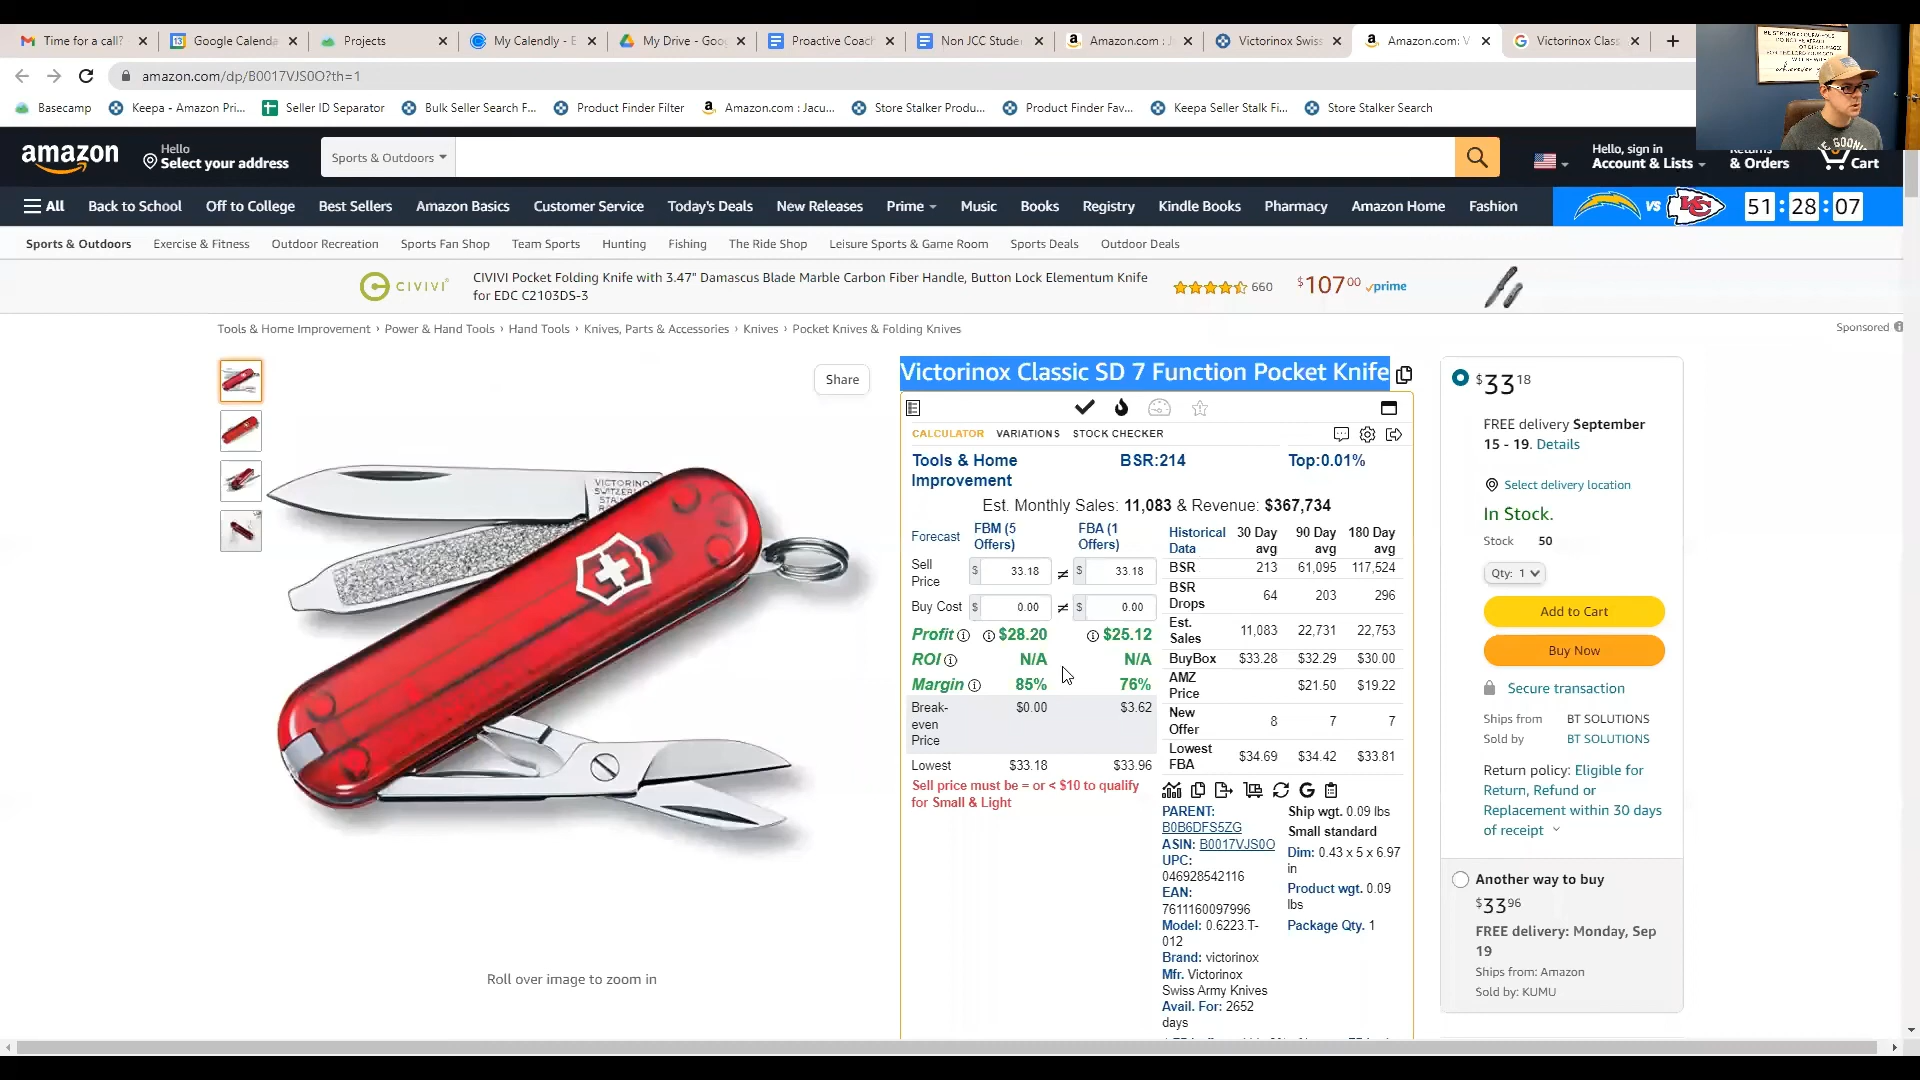 Time for a call?
Google Calenda
Projects
My Calendly - E
My Drive - Goo
Proactive Coach
Non JCC Stude
Amazon.com : J
Victorinox Swis
Amazon.com: V
Victorinox Clas
amazon.com/dp/B0017VJS0O?th=1
Basecamp
Keepa - Amazon Pri...
Seller ID Separator
Bulk Seller Search F...
Product Finder Filter
Amazon.com : Jacu...
Store Stalker Produ...
Product Finder Fav...
Keepa Seller Stalk Fi...
Store Stalker Search
amazon
Hello
Select your address
Sports & Outdoors
Hello, sign in
Account & Lists
Returns
& Orders
Cart
All
Back to School
Off to College
Best Sellers
Amazon Basics
Customer Service
Today's Deals
New Releases
Prime
Music
Books
Registry
Kindle Books
Pharmacy
Amazon Home
Fashion
VS
51 : 28 : 07
Sports & Outdoors
Exercise & Fitness
Outdoor Recreation
Sports Fan Shop
Team Sports
Hunting
Fishing
The Ride Shop
Leisure Sports & Game Room
Sports Deals
Outdoor Deals
CIVIVI
CIVIVI Pocket Folding Knife with 3.47" Damascus Blade Marble Carbon Fiber Handle, Button Lock Elementum Knife
for EDC C2103DS-3
660
$107 00 prime
Tools & Home Improvement › Power & Hand Tools › Hand Tools › Knives, Parts & Accessories › Knives › Pocket Knives & Folding Knives
Sponsored
Share
VICTORINOX
Roll over image to zoom in
Victorinox Classic SD 7 Function Pocket Knife
CALCULATOR VARIATIONS STOCK CHECKER
Tools & Home
Improvement
BSR:214
Top:0.01%
Est. Monthly Sales: 11,083 & Revenue: $367,734
Forecast
FBM (5
Offers)
FBA (1
Offers)
Sell
Price
$ 33.18 ≠ $ 33.18
Buy Cost $ 0.00 ≠ $ 0.00
Profit $28.20 $25.12
ROI N/A N/A
Margin 85% 76%
Break-
even
Price
$0.00 $3.62
Lowest $33.18 $33.96
Sell price must be = or < $10 to qualify
for Small & Light
Historical
Data
30 Day
avg
90 Day
avg
180 Day
avg
BSR 213 61,095 117,524
BSR
Drops
64 203 296
Est.
Sales
11,083 22,731 22,753
BuyBox $33.28 $32.29 $30.00
AMZ
Price
$21.50 $19.22
New
Offer
8 7 7
Lowest
FBA
$34.69 $34.42 $33.81
PARENT:
B0B6DFS5ZG
ASIN: B0017VJS0O
UPC:
046928542116
EAN:
7611160097996
Model: 0.6223.T-
012
Brand: victorinox
Mfr. Victorinox
Swiss Army Knives
Avail. For: 2652
days
Ship wgt. 0.09 lbs
Small standard
Dim: 0.43 x 5 x 6.97
in
Product wgt. 0.09
lbs
Package Qty. 1
$33 18
FREE delivery September
15 - 19. Details
Select delivery location
In Stock.
Stock 50
Qty: 1
Add to Cart
Buy Now
Secure transaction
Ships from BT SOLUTIONS
Sold by BT SOLUTIONS
Return policy: Eligible for
Return, Refund or
Replacement within 30 days
of receipt
Another way to buy
$33 96
FREE delivery: Monday, Sep
19
Ships from: Amazon
Sold by: KUMU